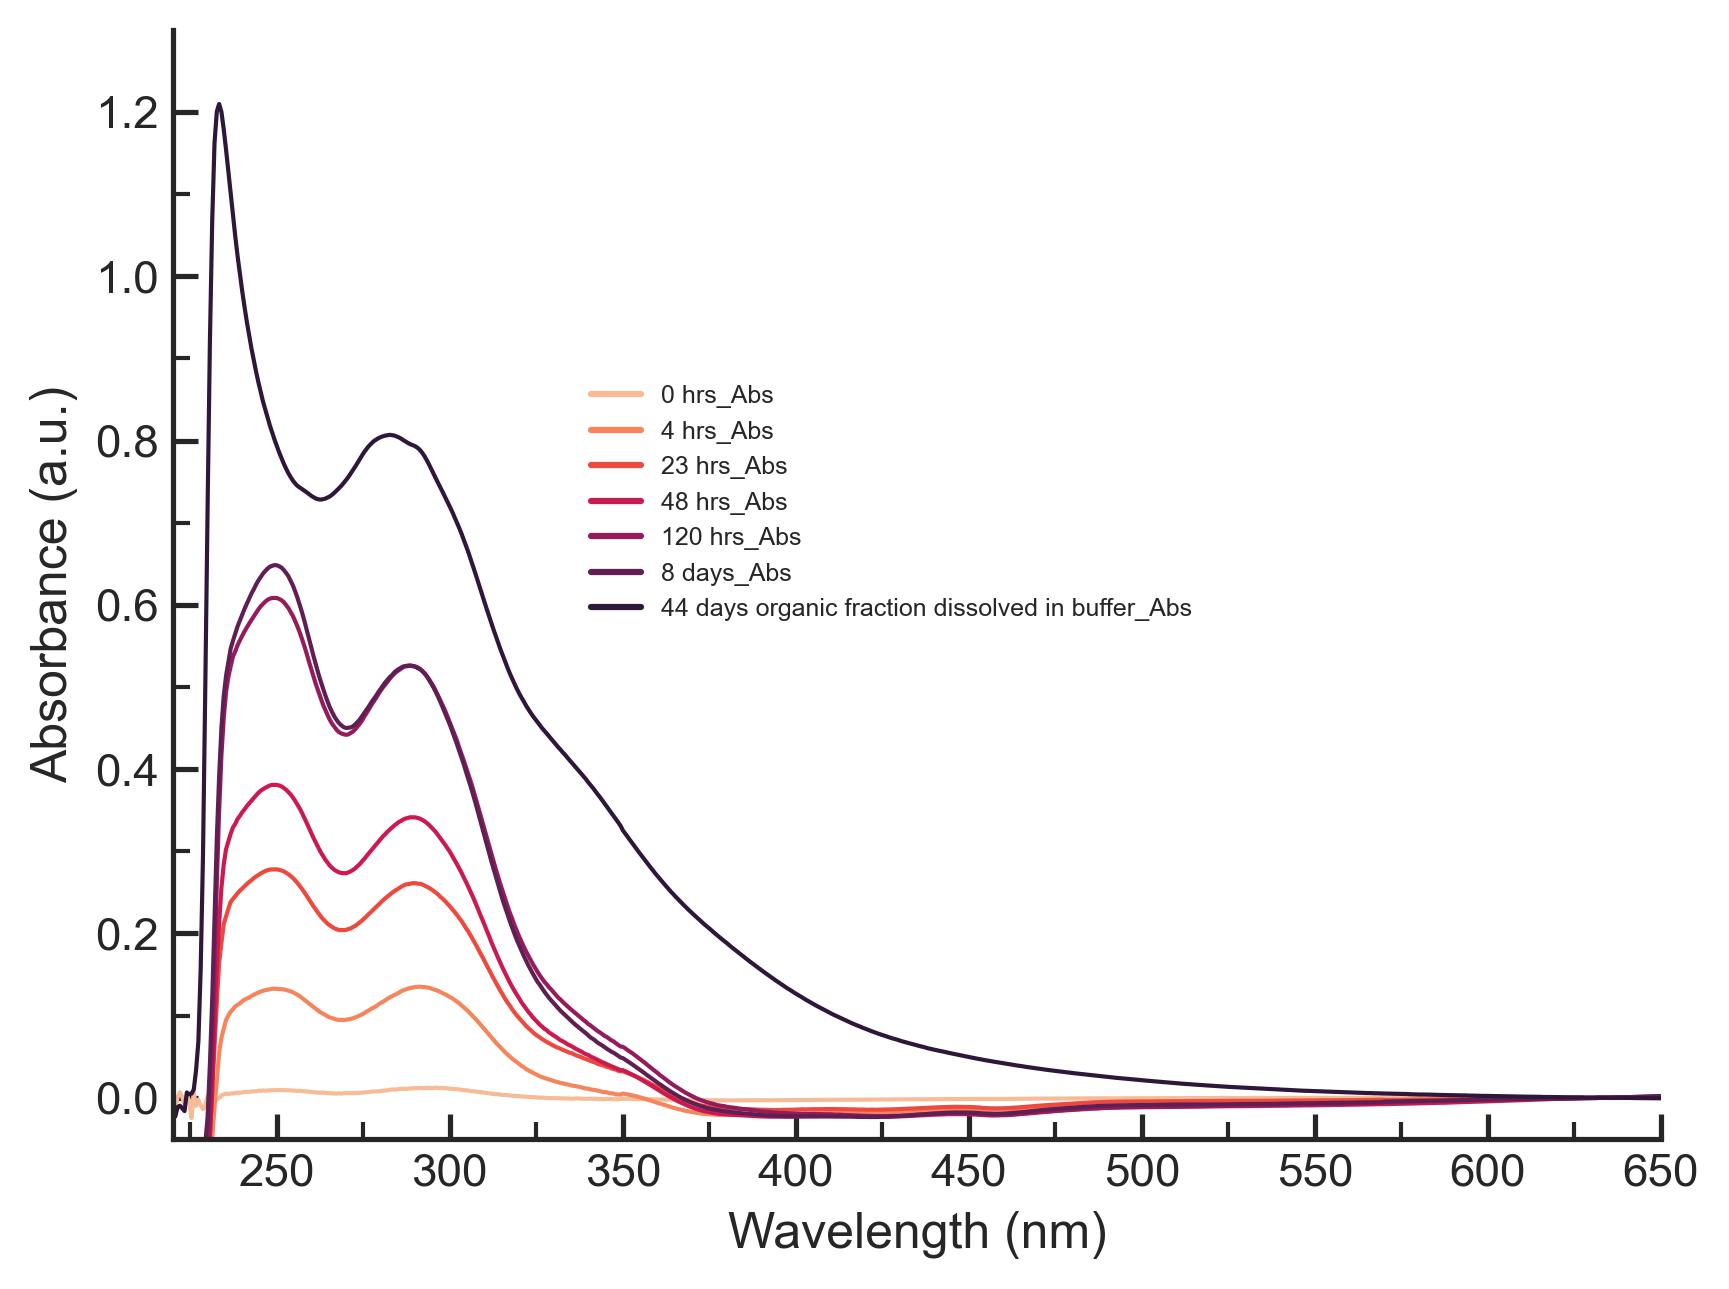 1.2
1.0
0.8
0.6
0.4
0.2
0.0
Absorbance (a.u.)
0 hrs_Abs
4 hrs_Abs
23 hrs_Abs
48 hrs_Abs
120 hrs_Abs
8 days_Abs
44 days organic fraction dissolved in buffer_Abs
250 300 350 400 450 500 550 600 650
Wavelength (nm)